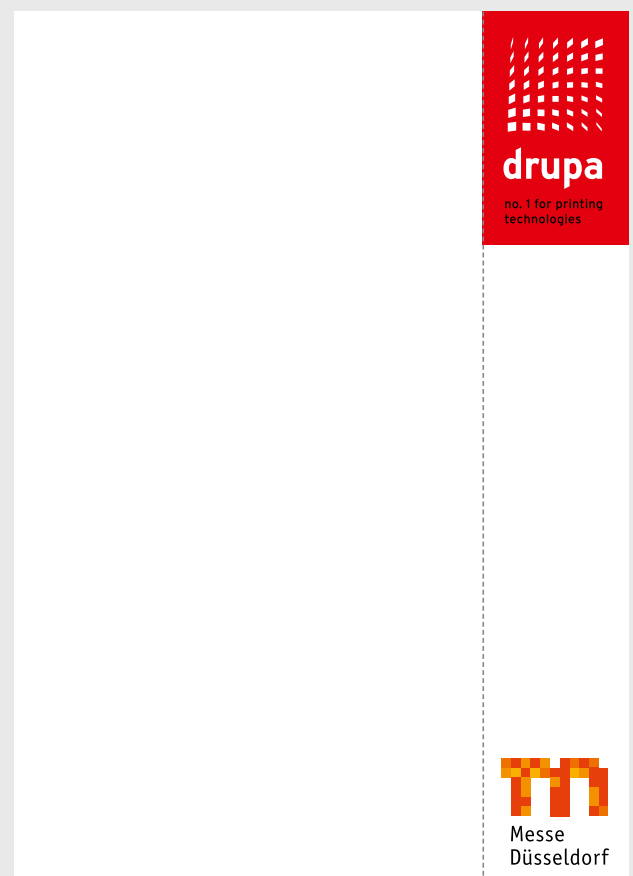 drupa
no. 1 for printing
technologies
Messe
Düsseldorf